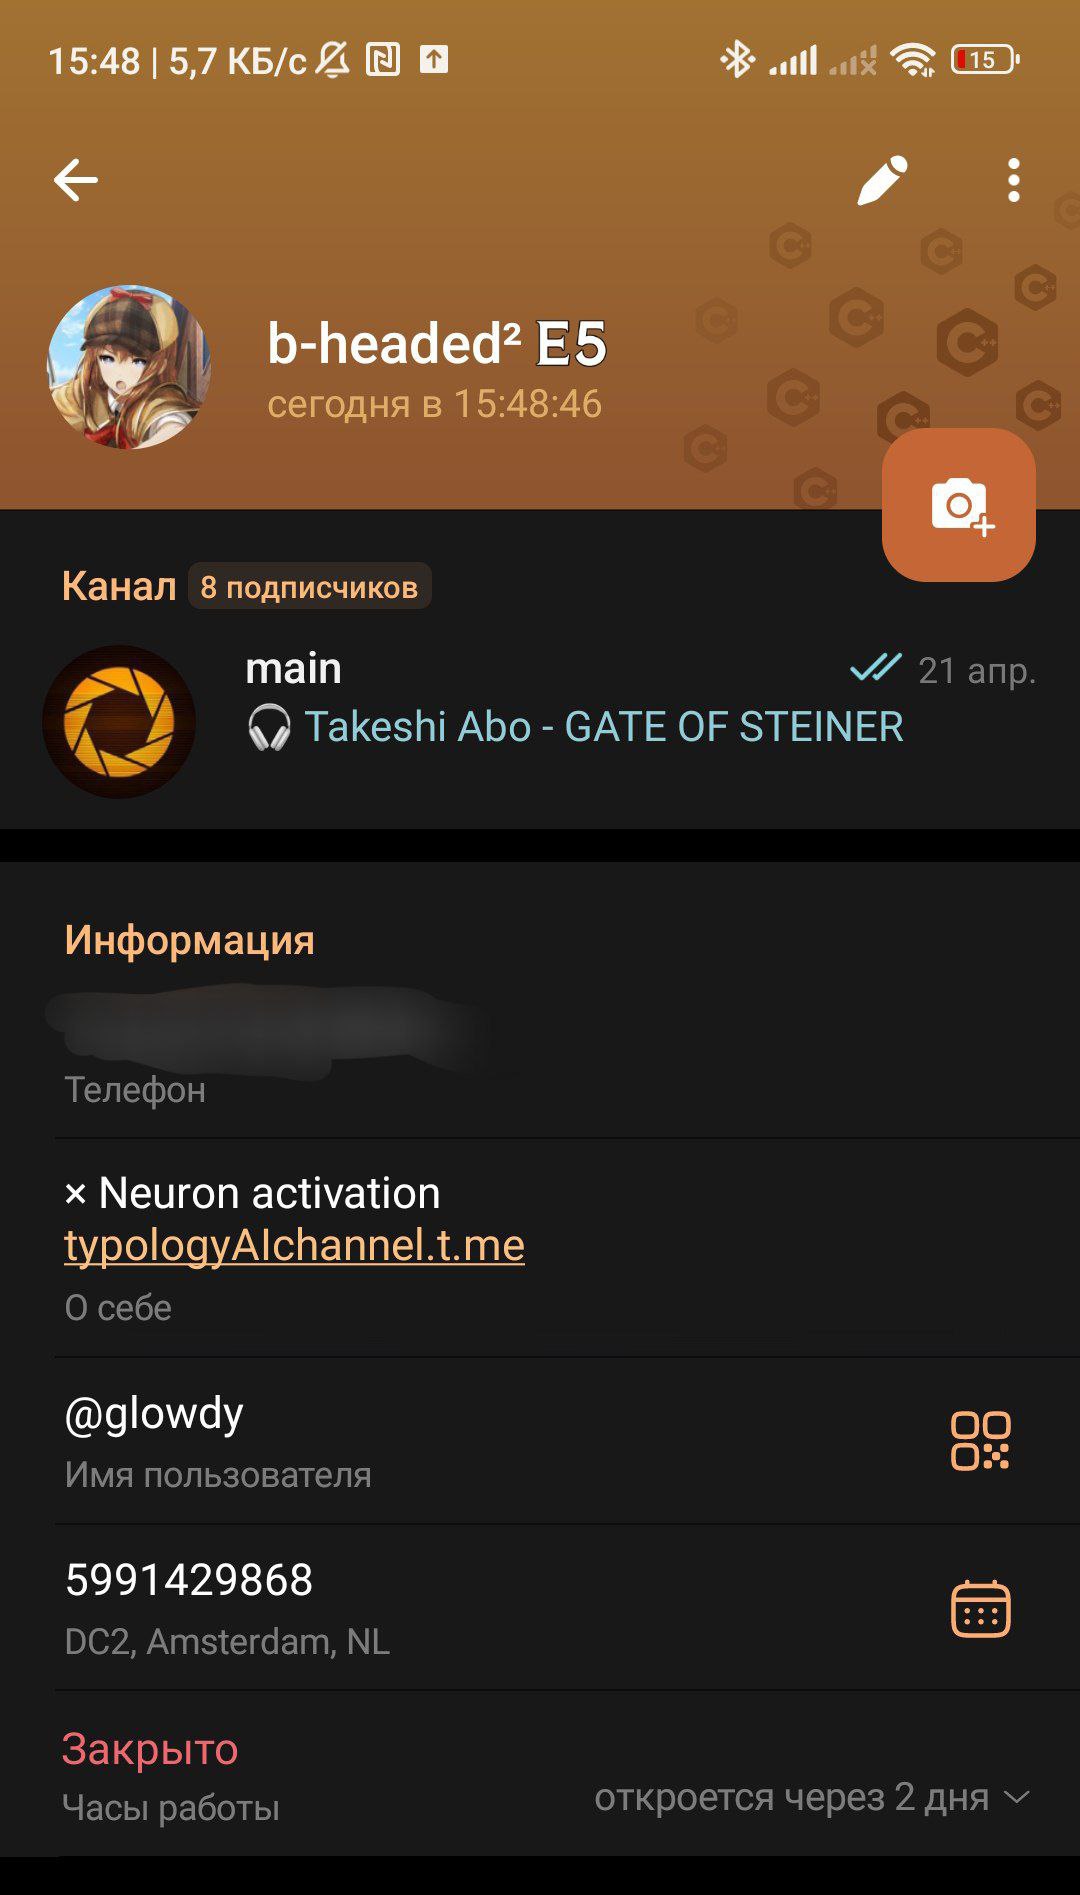 15:48 | 5,7 КБ/с
15
b-headed² E5
сегодня в 15:48:46
Канал 8 подписчиков
main 21 апр.
Takeshi Abo - GATE OF STEINER
Информация
Телефон
× Neuron activation
typologyAIchannel.t.me
О себе
@glowdy
Имя пользователя
5991429868
DC2, Amsterdam, NL
Закрыто
Часы работы откроется через 2 дня